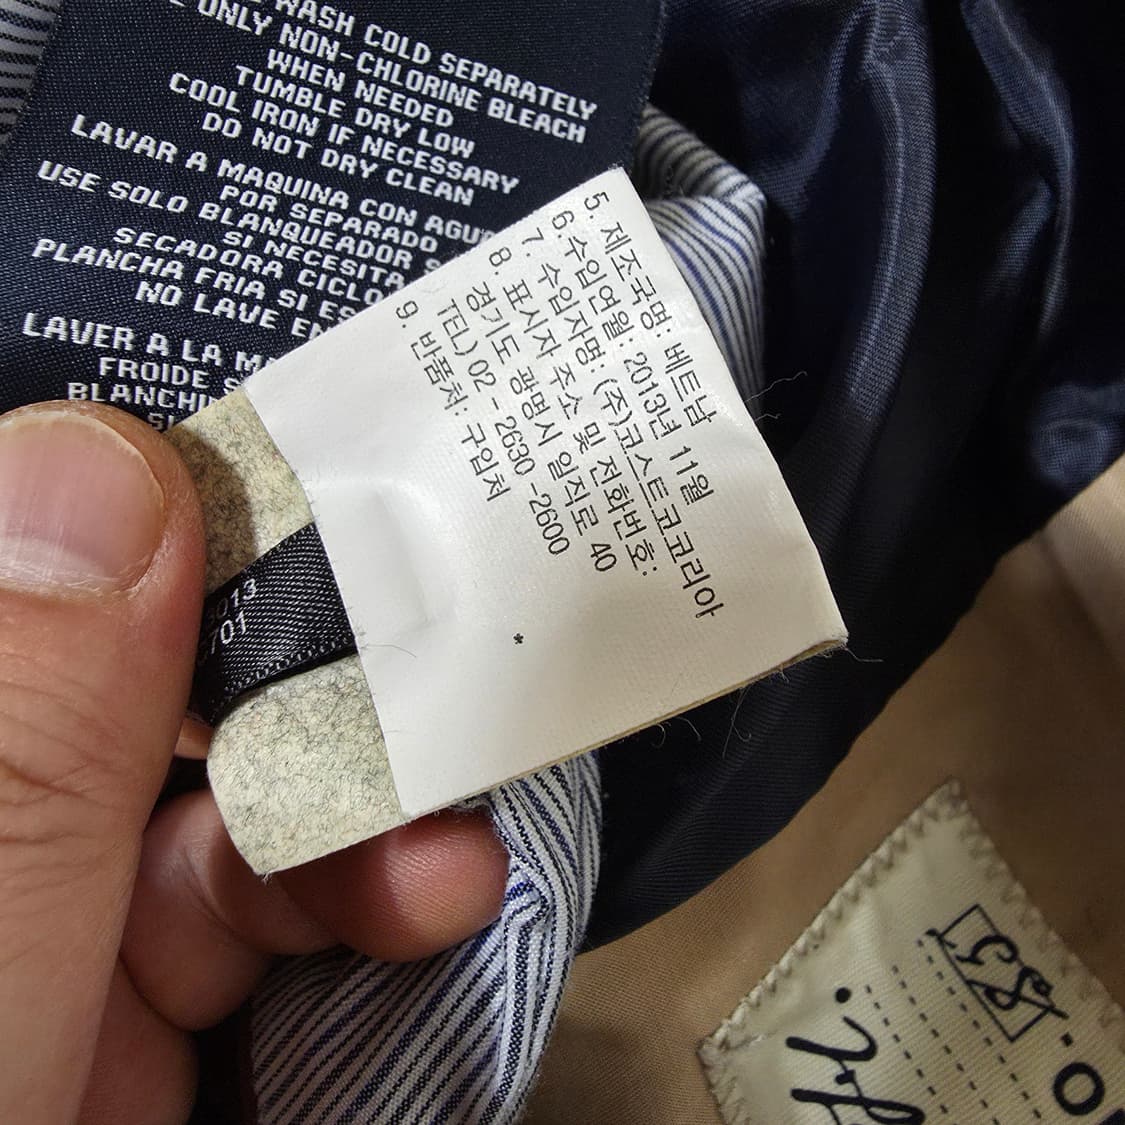 WASH COLD SEPARATELY
ONLY NON-CHLORINE BLEACH
WHEN NEEDED
TUMBLE DRY LOW
COOL IRON IF NECESSARY
DO NOT DRY CLEAN
LAVAR A MAQUINA CON
POR SEPARADO
USE SOLO BLANQUEADOR
SI NECESITA
SECADORA CICLO
PLANCHA FRIA SI ES
NO LAVE EN
LAVER A LA
FROIDE
5. 제조국명: 베트남
6.수입연월: 2013년 11월
7. 수입자명: (주)코스트코코리아
8. 표시자 주소 및 전화번호:
경기도 광명시 일직로 40
TEL) 02 - 2630 -2600
9. 반품처: 구입처
*
701